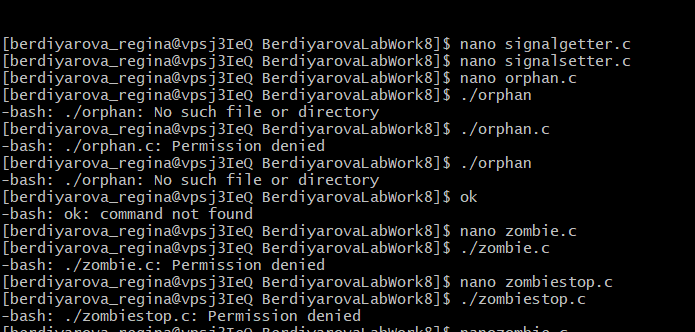 [berdiyarova_regina@vpsj3IeQ BerdiyarovaLabWork8]$ nano signalgetter.c
[berdiyarova_regina@vpsj3IeQ BerdiyarovaLabWork8]$ nano signalsetter.c
[berdiyarova_regina@vpsj3IeQ BerdiyarovaLabWork8]$ nano orphan.c
[berdiyarova_regina@vpsj3IeQ BerdiyarovaLabWork8]$ ./orphan
-bash: ./orphan: No such file or directory
[berdiyarova_regina@vpsj3IeQ BerdiyarovaLabWork8]$ ./orphan.c
-bash: ./orphan.c: Permission denied
[berdiyarova_regina@vpsj3IeQ BerdiyarovaLabWork8]$ ./orphan
-bash: ./orphan: No such file or directory
[berdiyarova_regina@vpsj3IeQ BerdiyarovaLabWork8]$ ok
-bash: ok: command not found
[berdiyarova_regina@vpsj3IeQ BerdiyarovaLabWork8]$ nano zombie.c
[berdiyarova_regina@vpsj3IeQ BerdiyarovaLabWork8]$ ./zombie.c
-bash: ./zombie.c: Permission denied
[berdiyarova_regina@vpsj3IeQ BerdiyarovaLabWork8]$ nano zombiestop.c
[berdiyarova_regina@vpsj3IeQ BerdiyarovaLabWork8]$ ./zombiestop.c
-bash: ./zombiestop.c: Permission denied
[berdiyarova_regina@vpsj3IeQ BerdiyarovaLabWork8]$ nanozombie.c